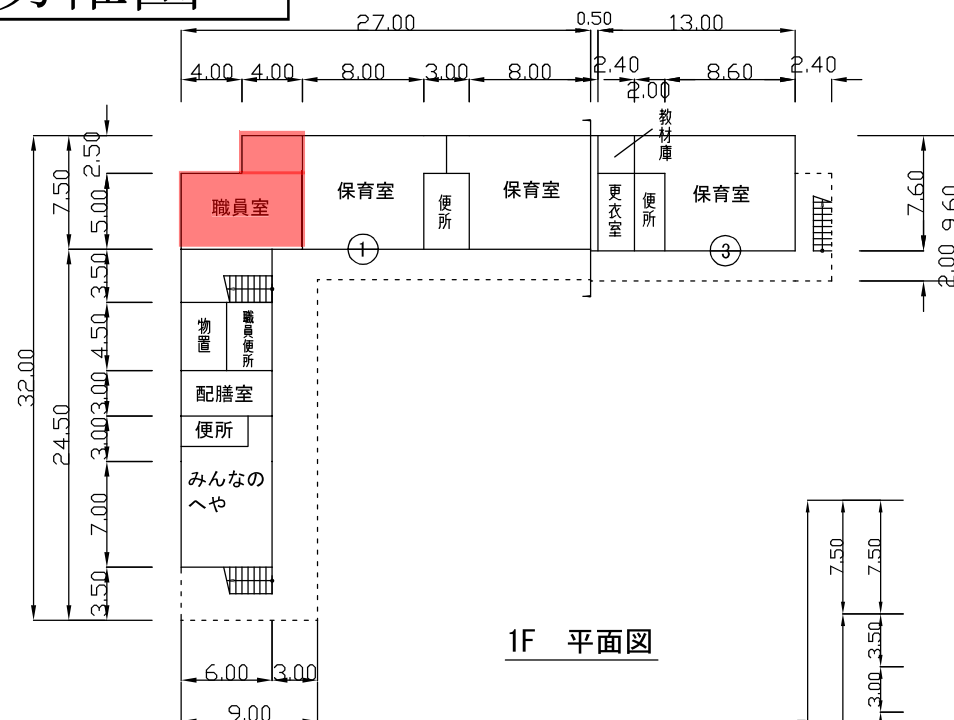 27.00
0.50
13.00
4.00
4.00
8.00
3.00
8.00
2.40
2.00
8.60
2.40
教材庫
保育室
便所
保育室
更衣室
便所
保育室
職員室
1
3
7.50
2.50
5.00
7.60
9.60
2.00
32.00
24.50
3.50
4.50
3.00
3.00
7.00
3.50
物置
職員便所
配膳室
便所
みんなの
へや
7.50
7.50
3.50
3.00
1F 平面図
6.00
3.00
9.00